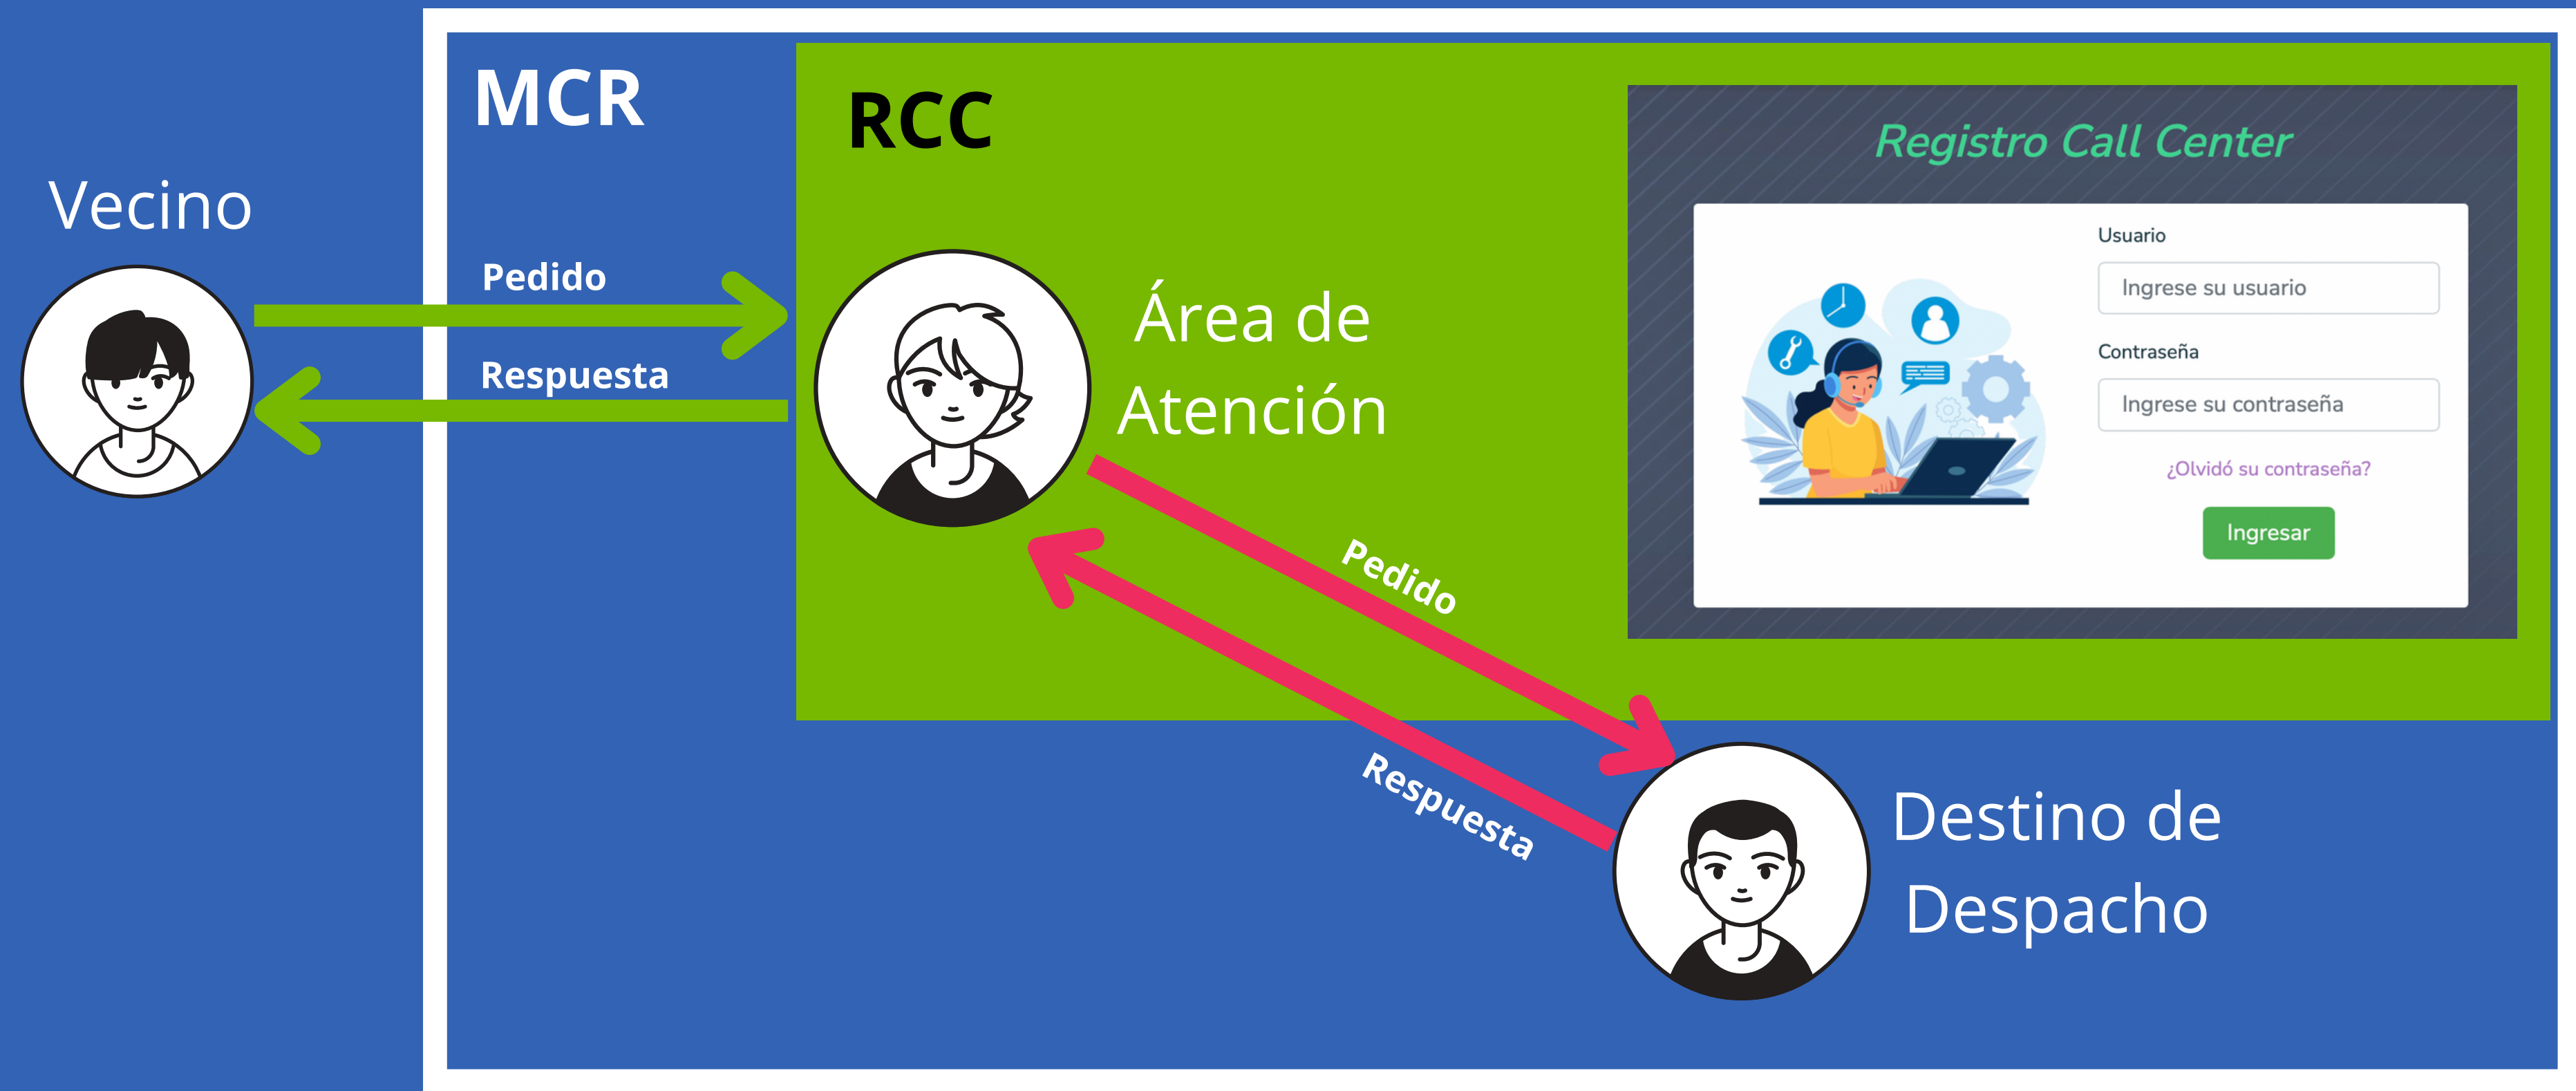 MCR
RCC
Vecino
Pedido
Respuesta
Área de
Atención
Pedido
Respuesta
Destino de
Despacho
Registro Call Center
Usuario
Ingrese su usuario
Contraseña
Ingrese su contraseña
¿Olvidó su contraseña?
Ingresar